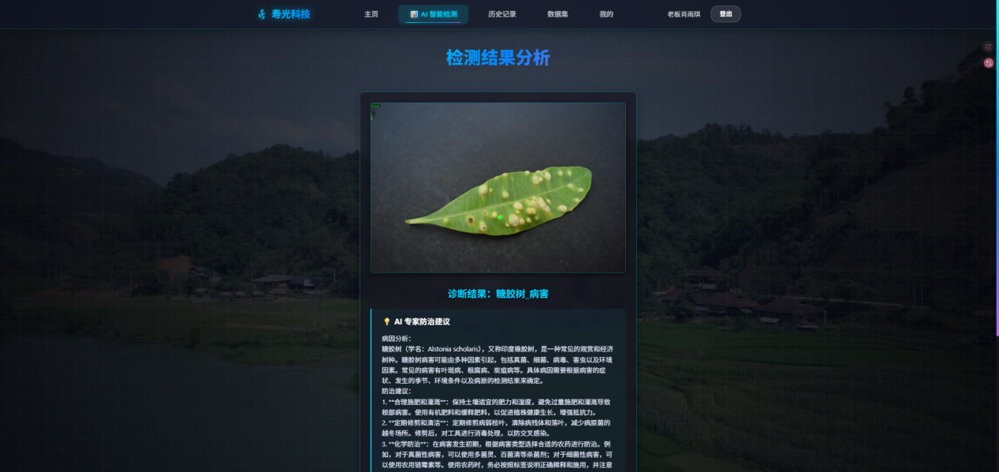 寿光科技
主页
AI 智能检测
历史记录
数据集
我的
老板肖雨琪
登出
检测结果分析
诊断结果：糖胶树_病害
AI 专家防治建议
病因分析：
糖胶树（学名：Alstonia scholaris），又称印度橡胶树，是一种常见的观赏和经济
树种。糖胶树病害可能由多种因素引起，包括真菌、细菌、病毒、害虫以及环境
因素。常见的病害有叶斑病、根腐病、炭疽病等。具体病因需要根据病害的症
状、发生的季节、环境条件以及病原的检测结果来确定。
防治建议：
1. **合理施肥和灌溉**：保持土壤适宜的肥力和湿度，避免过量施肥和灌溉导致
根部病害。使用有机肥料和缓释肥料，以促进植株健康生长，增强抵抗力。
2. **定期修剪和清洁**：定期修剪病弱枝叶，清除病残体和落叶，减少病原菌的
越冬场所。修剪后，对工具进行消毒处理，以防交叉感染。
3. **化学防治**：在病害发生初期，根据病害类型选择合适的农药进行防治。例
如，对于真菌性病害，可以使用多菌灵、百菌清等杀菌剂；对于细菌性病害，可
以使用农用链霉素等。使用农药时，务必按照标签说明正确稀释和施用，并注意